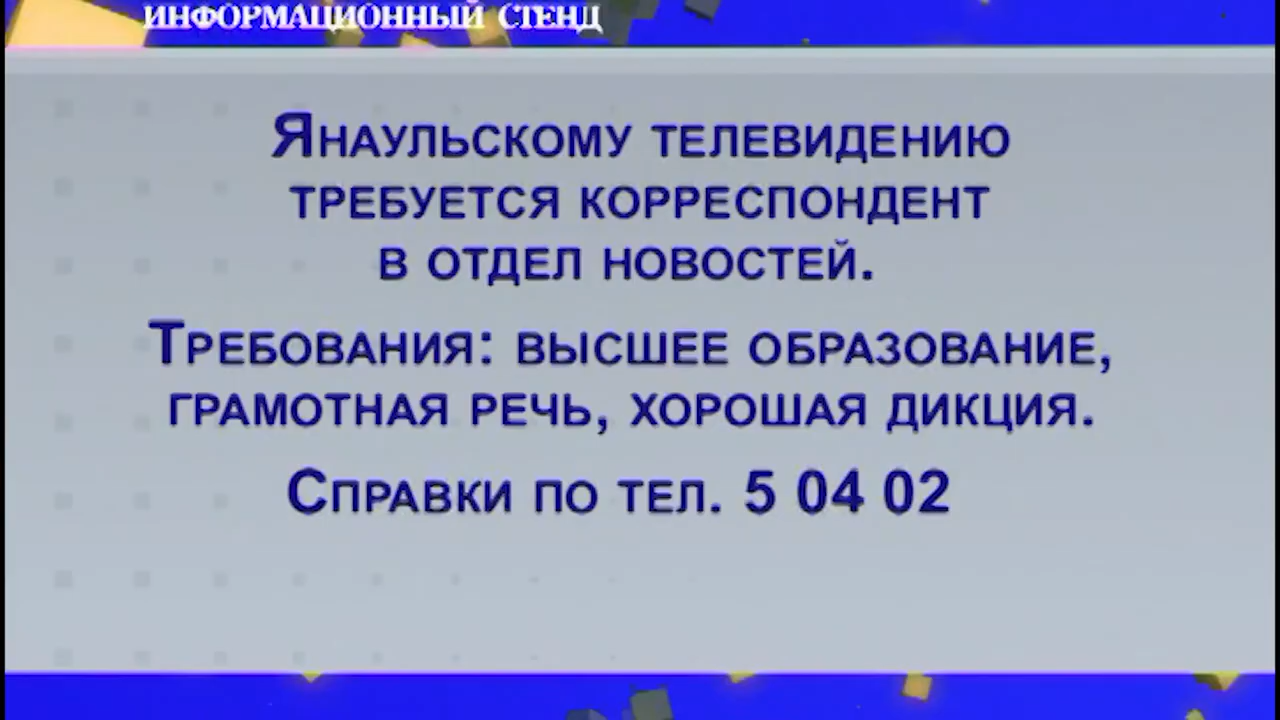 ИНФОРМАЦИОННЫЙ СТЕНД
ЯНАУЛЬСКОМУ ТЕЛЕВИДЕНИЮ
ТРЕБУЕТСЯ КОРРЕСПОНДЕНТ
В ОТДЕЛ НОВОСТЕЙ.
ТРЕБОВАНИЯ: ВЫСШЕЕ ОБРАЗОВАНИЕ,
ГРАМОТНАЯ РЕЧЬ, ХОРОШАЯ ДИКЦИЯ.
СПРАВКИ ПО ТЕЛ. 5 04 02